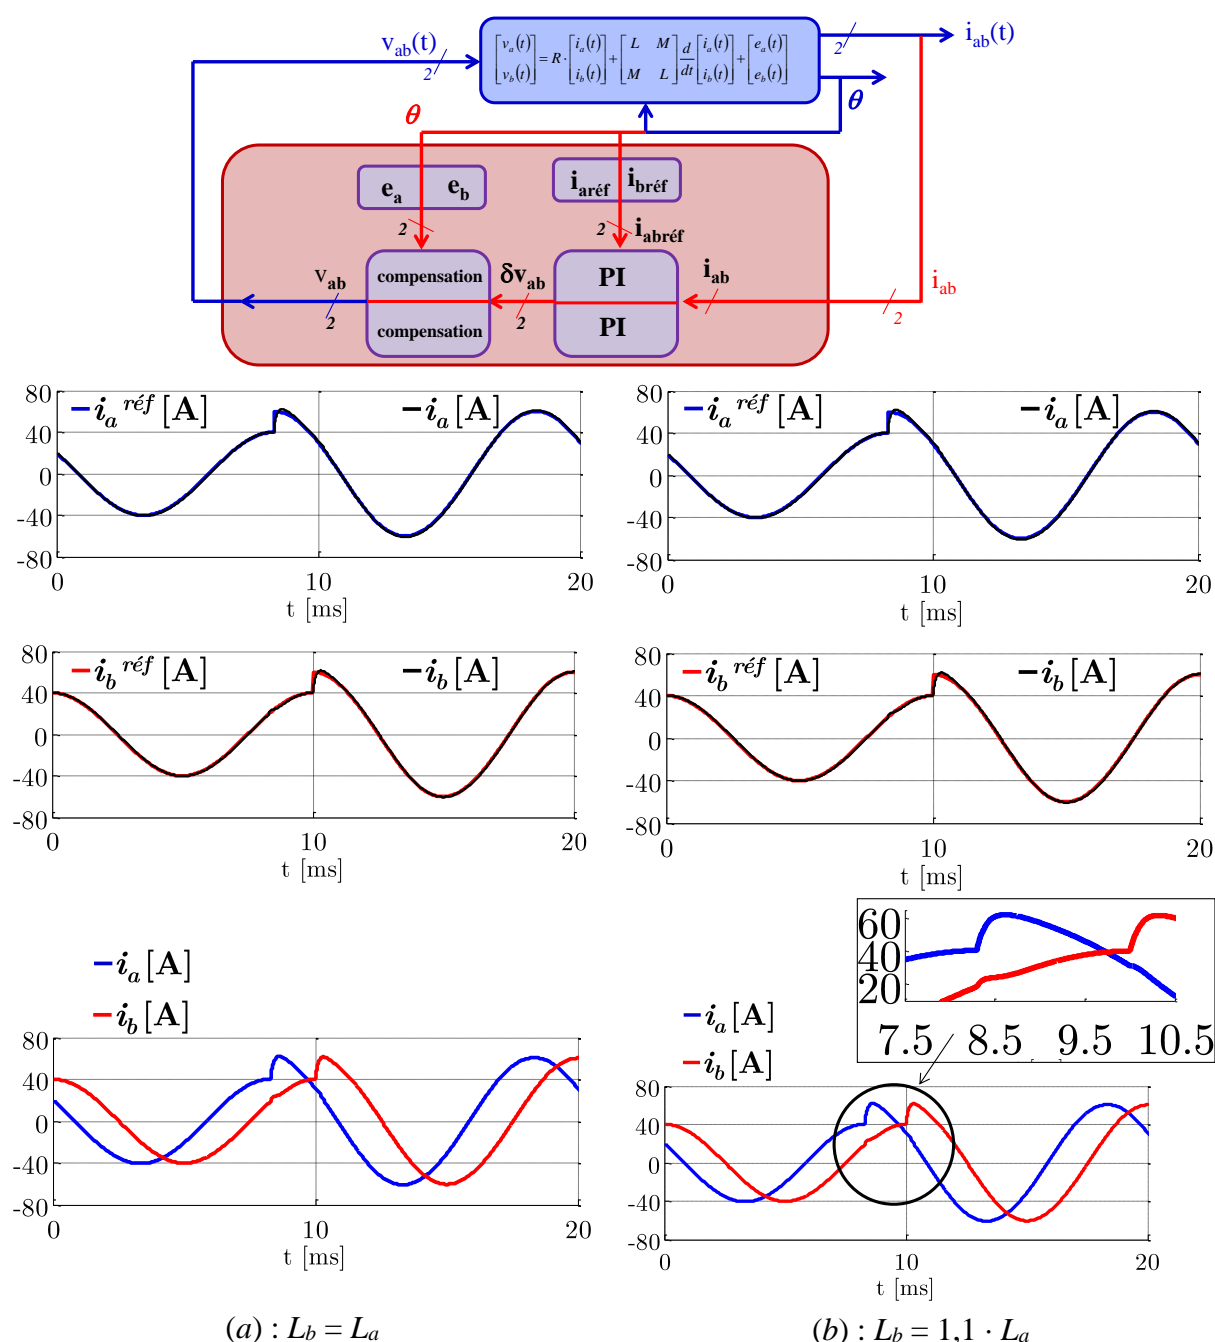 v_ab(t)
2
[v_a(t) v_b(t)] = R · [i_a(t) i_b(t)] + [L M M L] d/dt [i_a(t) i_b(t)] + [e_a(t) e_b(t)]
2
i_ab(t)
θ
θ
e_a e_b
i_aréf i_bréf
2
2 i_abréf
v_ab
2
compensation
compensation
δv_ab
2
PI
PI
i_ab
2
i_ab
80
40
0
-40
-80
i_a^réf [A] i_a [A]
0 10 20
t [ms]
80
40
0
-40
-80
i_a^réf [A] i_a [A]
0 10 20
t [ms]
80
40
0
-40
-80
i_b^réf [A] i_b [A]
0 10 20
t [ms]
80
40
0
-40
-80
i_b^réf [A] i_b [A]
0 10 20
t [ms]
i_a [A]
i_b [A]
80
40
0
-40
-80
0 10 20
t [ms]
60
40
20
7.5 8.5 9.5 10.5
i_a [A]
i_b [A]
80
40
0
-40
-80
0 10 20
t [ms]
(a) : L_b = L_a
(b) : L_b = 1,1 · L_a